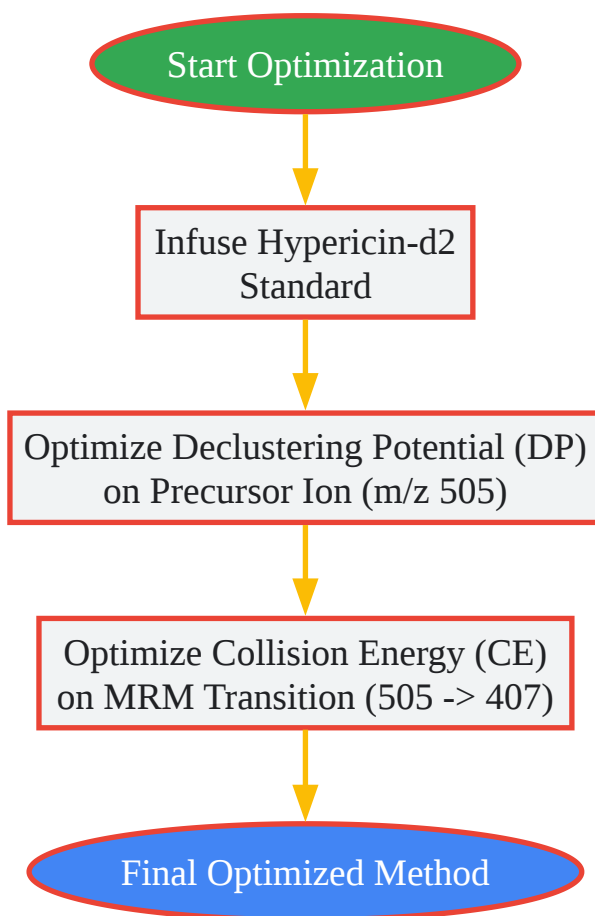 Start Optimization
Infuse Hypericin-d2
Standard
Optimize Declustering Potential (DP)
on Precursor Ion (m/z 505)
Optimize Collision Energy (CE)
on MRM Transition (505 -> 407)
Final Optimized Method